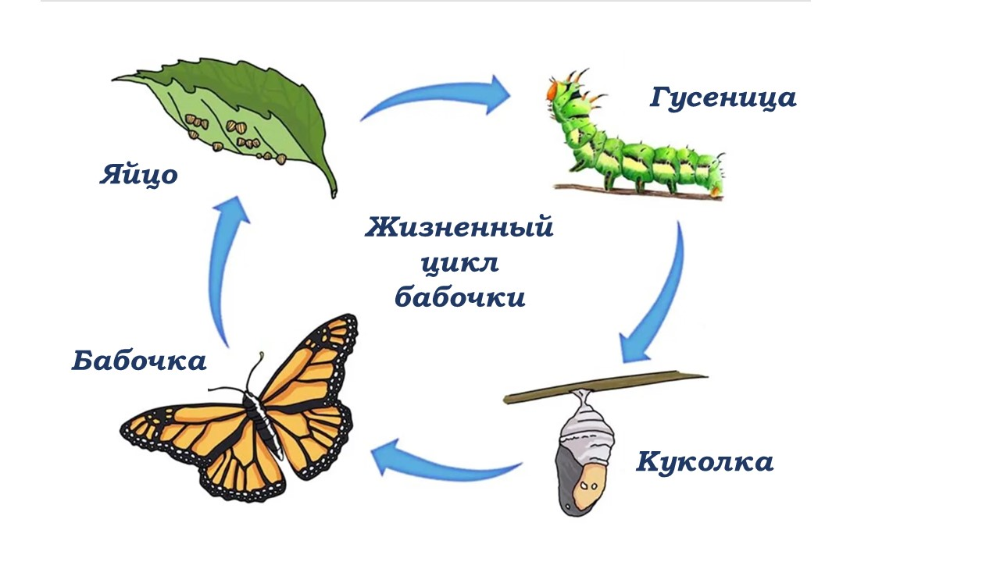 Гусеница
Яйцо
Жизненный
цикл
бабочки
Бабочка
Куколка